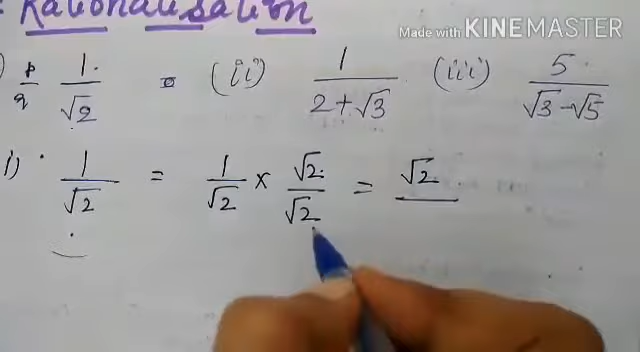 Made with KINEMASTER
: Rationalisation
) p/q 1/√2 (ii) 1/(2+√3) (iii) 5/(√3-√5)
i) 1/√2 = 1/√2 × √2/√2 = √2/